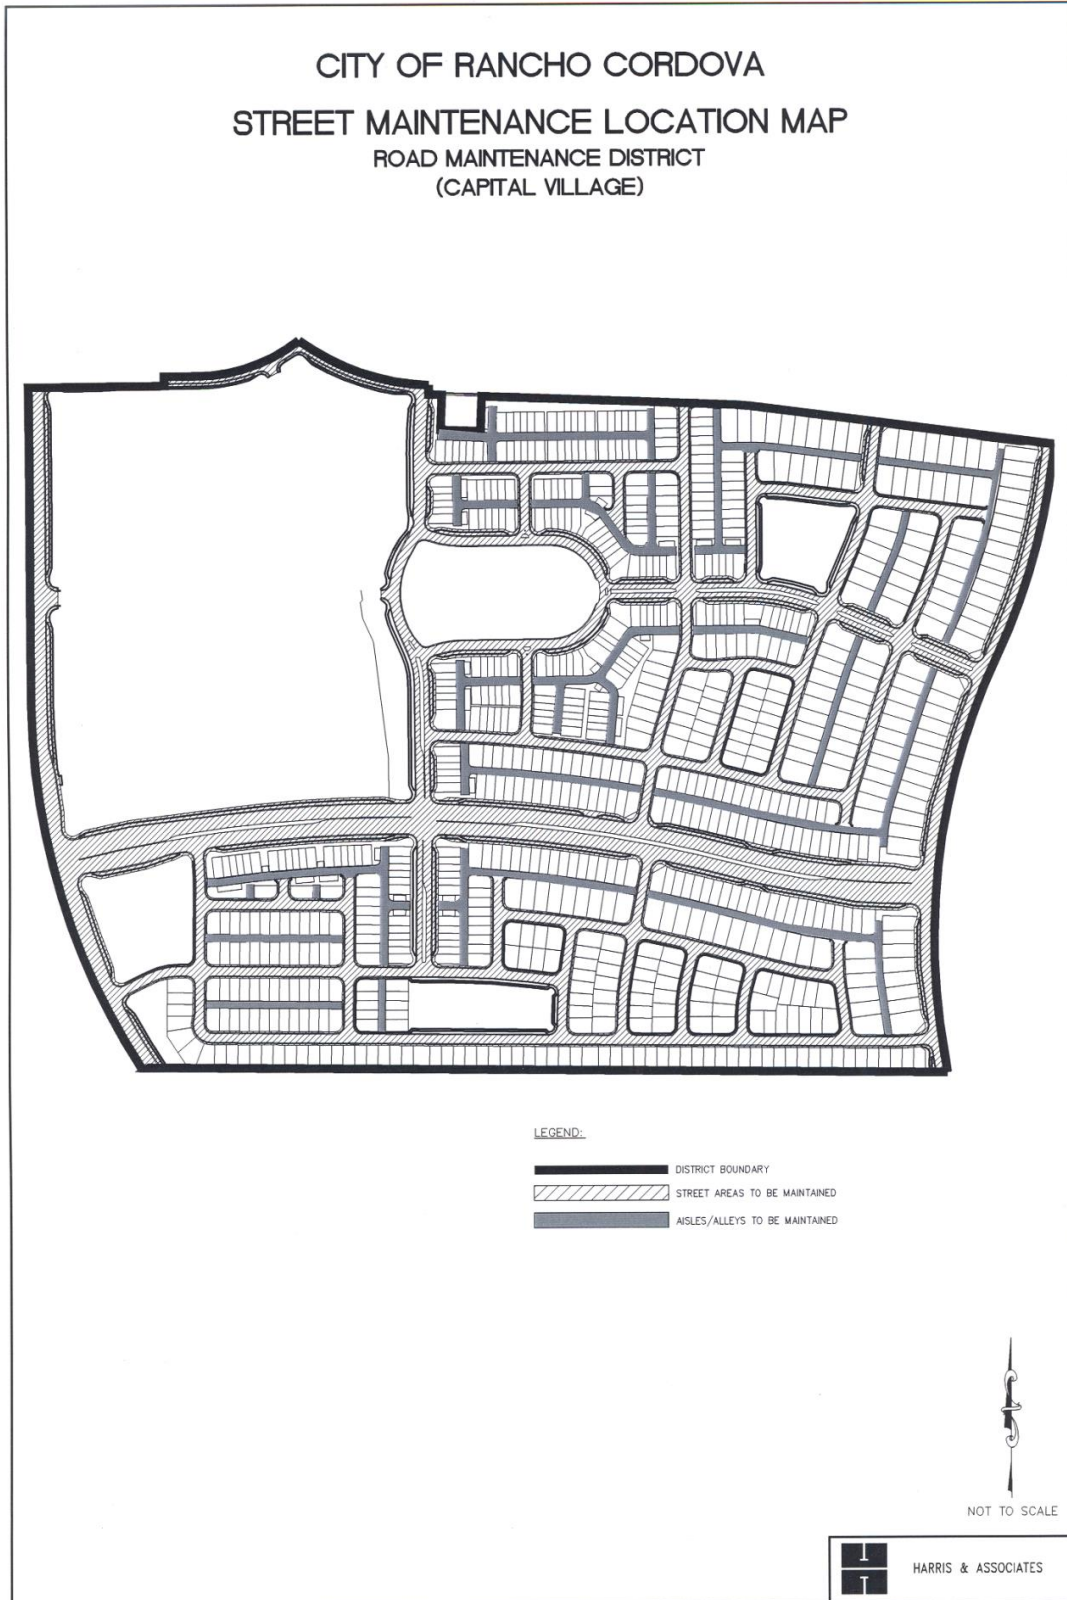 CITY OF RANCHO CORDOVA
STREET MAINTENANCE LOCATION MAP
ROAD MAINTENANCE DISTRICT
(CAPITAL VILLAGE)
LEGEND:
DISTRICT BOUNDARY
STREET AREAS TO BE MAINTAINED
AISLES/ALLEYS TO BE MAINTAINED
NOT TO SCALE
HARRIS & ASSOCIATES